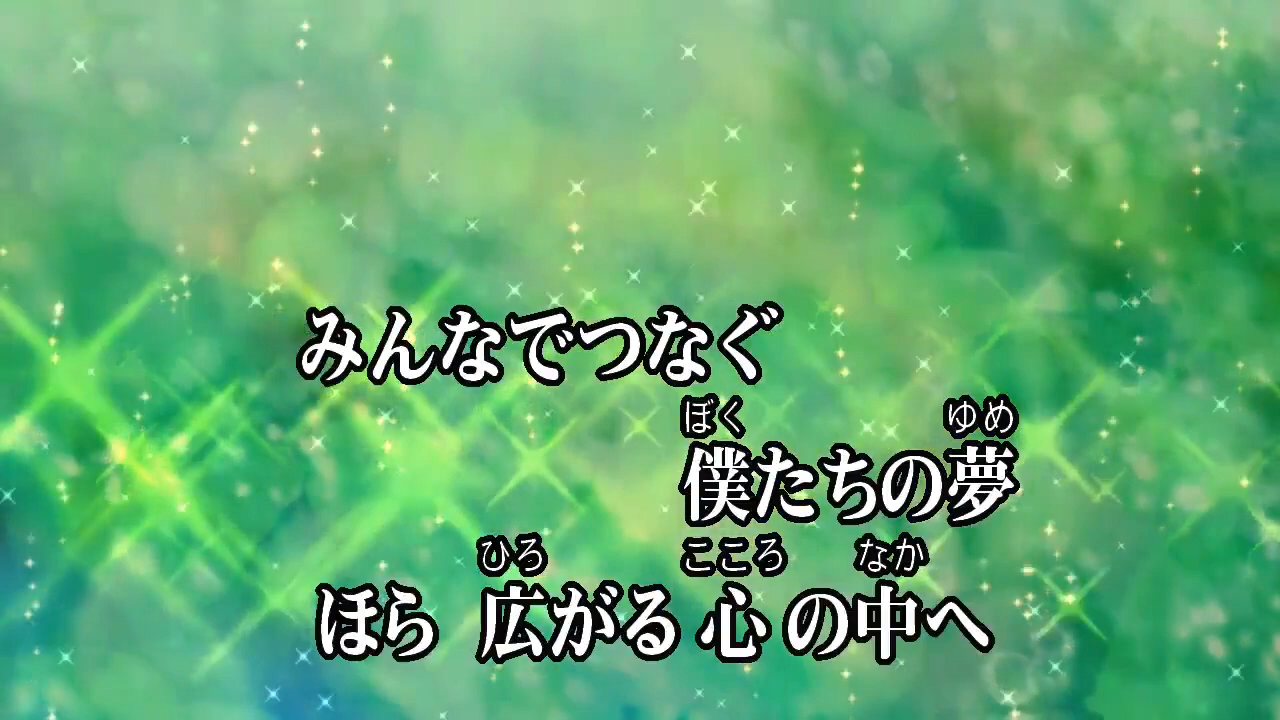 みんなでつなぐ
ぼく ゆめ
僕たちの夢
ひろ こころ なか
ほら 広がる 心 の中へ